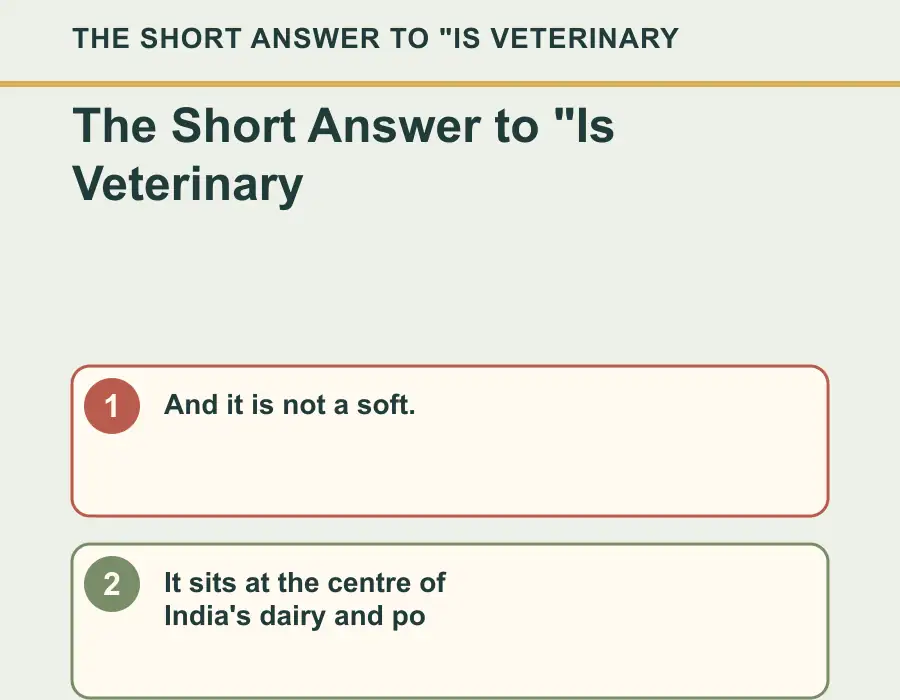 THE SHORT ANSWER TO "IS VETERINARY
The Short Answer to "Is
Veterinary
1
And it is not a soft.
2
It sits at the centre of
India's dairy and po